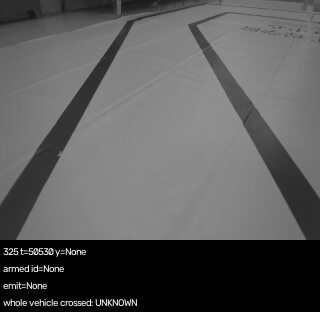 325 t=50530 y=None
armed id=None
emit=None
whole vehicle crossed: UNKNOWN